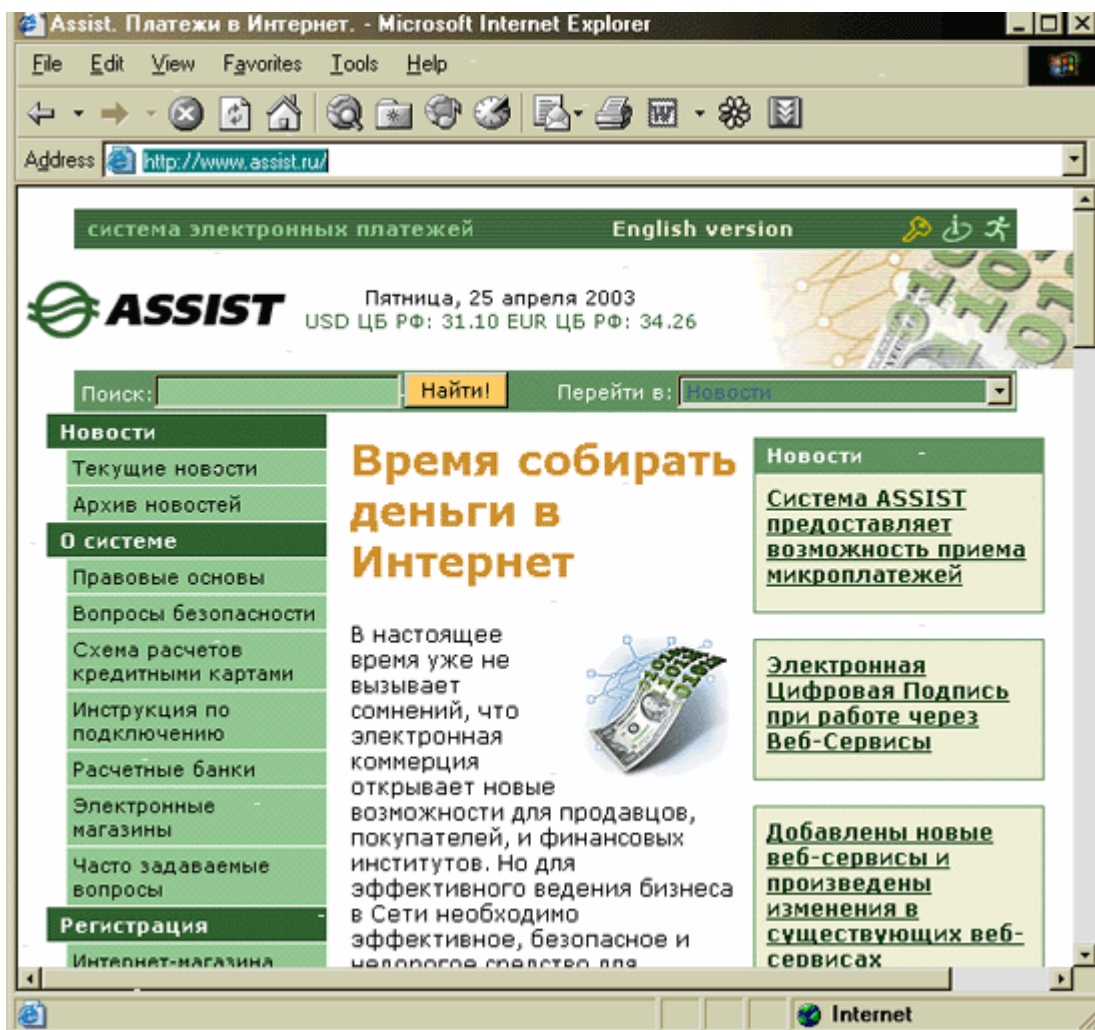 Assist. Платежи в Интернет. - Microsoft Internet Explorer
File Edit View Favorites Tools Help
Address http://www.assist.ru/
система электронных платежей English version
ASSIST
Пятница, 25 апреля 2003
USD ЦБ РФ: 31.10 EUR ЦБ РФ: 34.26
Поиск: Найти! Перейти в: Новости
Новости
Текущие новости
Архив новостей
О системе
Правовые основы
Вопросы безопасности
Схема расчетов
кредитными картами
Инструкция по
подключению
Расчетные банки
Электронные
магазины
Часто задаваемые
вопросы
Регистрация
Интернет-магазина
Время собирать
деньги в
Интернет
В настоящее
время уже не
вызывает
сомнений, что
электронная
коммерция
открывает новые
возможности для продавцов,
покупателей, и финансовых
институтов. Но для
эффективного ведения бизнеса
в Сети необходимо
эффективное, безопасное и
недорогое средство для
Новости
Система ASSIST
предоставляет
возможность приема
микроплатежей
Электронная
Цифровая Подпись
при работе через
Веб-Сервисы
Добавлены новые
веб-сервисы и
произведены
изменения в
существующих веб-
сервисах
Internet